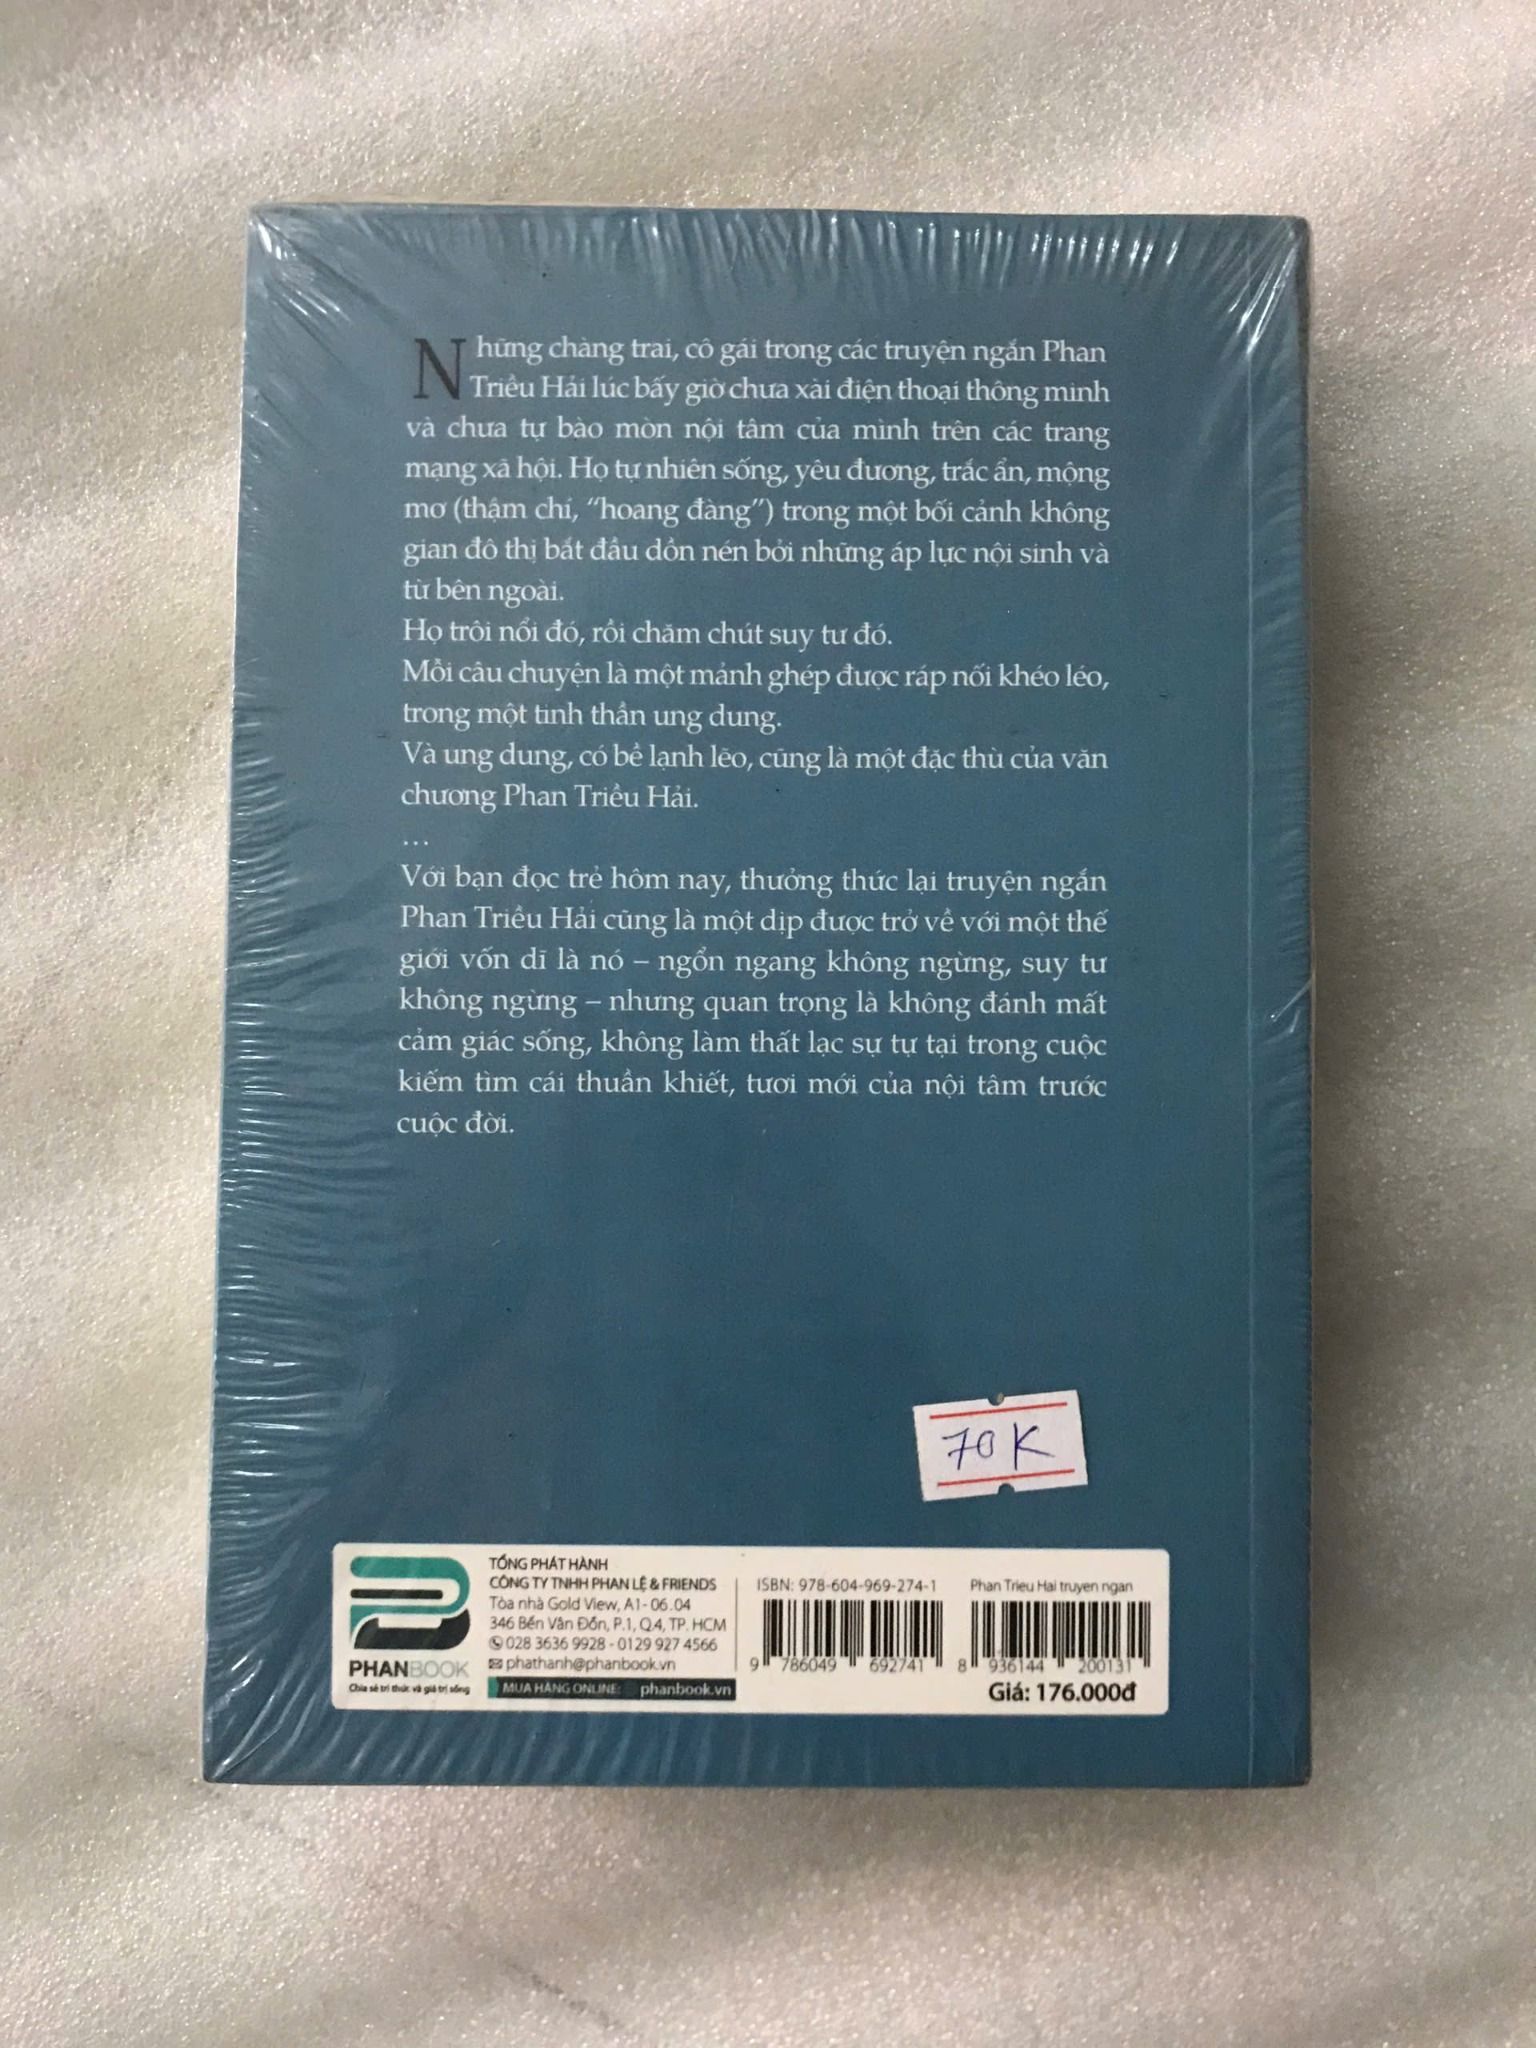 Những chàng trai, cô gái trong các truyện ngắn Phan
Triều Hải lúc bấy giờ chưa xài điện thoại thông minh
và chưa tự bào mòn nội tâm của mình trên các trang
mạng xã hội. Họ tự nhiên sống, yêu đương, trắc ẩn, mộng
mơ (thậm chí, “hoang đàng”) trong một bối cảnh không
gian đô thị bắt đầu dồn nén bởi những áp lực nội sinh và
từ bên ngoài.
Họ trôi nổi đó, rồi chăm chút suy tư đó.
Mỗi câu chuyện là một mảnh ghép được ráp nối khéo léo,
trong một tinh thần ung dung.
Và ung dung, có bề lạnh lẽo, cũng là một đặc thù của văn
chương Phan Triều Hải.
...
Với bạn đọc trẻ hôm nay, thưởng thức lại truyện ngắn
Phan Triều Hải cũng là một dịp được trở về với một thế
giới vốn dĩ là nó – ngổn ngang không ngừng, suy tư
không ngừng – nhưng quan trọng là không đánh mất
cảm giác sống, không làm thất lạc sự tự tại trong cuộc
kiếm tìm cái thuần khiết, tươi mới của nội tâm trước
cuộc đời.
70K
PHANBOOK
Chia sẻ tri thức và giá trị sống
TỔNG PHÁT HÀNH
CÔNG TY TNHH PHAN LỆ & FRIENDS
Tòa nhà Gold View, A1- 06.04
346 Bến Vân Đồn, P.1, Q.4, TP. HCM
028 3636 9928 - 0129 927 4566
phathanh@phanbook.vn
MUA HÀNG ONLINE: phanbook.vn
ISBN: 978-604-969-274-1
9 786049 692741
Phan Trieu Hai truyen ngan
8 936144 200131
Giá: 176.000đ